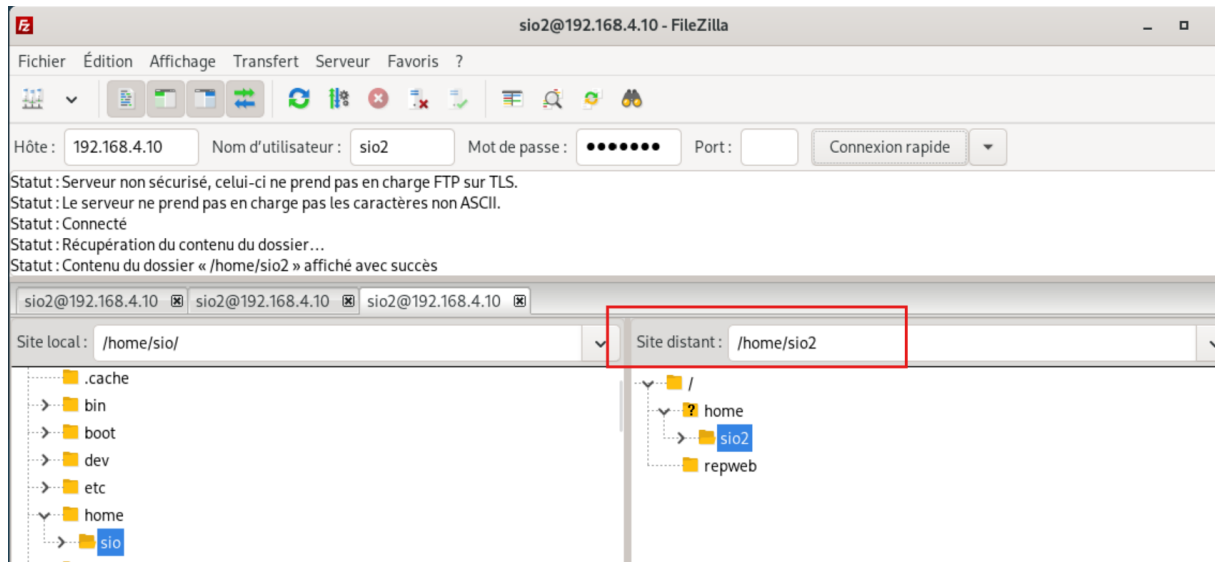 sio2@192.168.4.10 - FileZilla
Fichier Édition Affichage Transfert Serveur Favoris ?
Hôte : 192.168.4.10 Nom d'utilisateur : sio2 Mot de passe : ●●●●●●● Port : Connexion rapide
Statut : Serveur non sécurisé, celui-ci ne prend pas en charge FTP sur TLS.
Statut : Le serveur ne prend pas en charge pas les caractères non ASCII.
Statut : Connecté
Statut : Récupération du contenu du dossier…
Statut : Contenu du dossier « /home/sio2 » affiché avec succès
sio2@192.168.4.10 sio2@192.168.4.10 sio2@192.168.4.10
Site local : /home/sio/
Site distant : /home/sio2
.cache
bin
boot
dev
etc
home
sio
/
? home
sio2
repweb